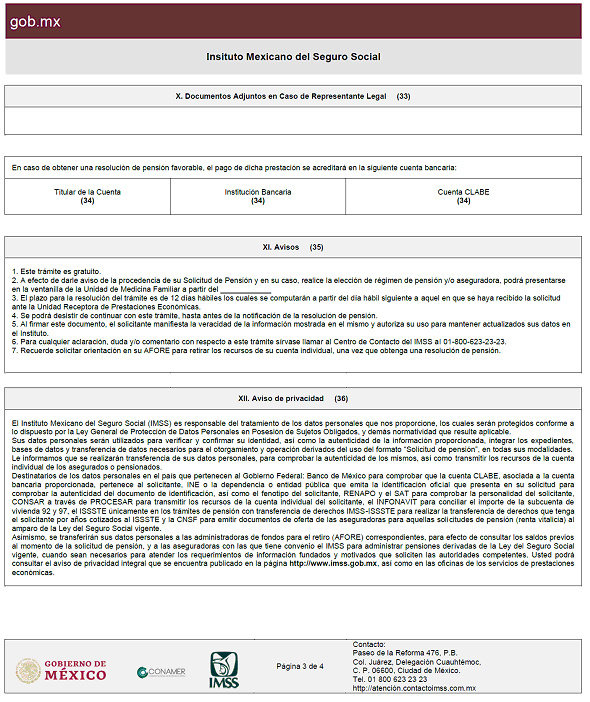 gob.mx
Insituto Mexicano del Seguro Social
X. Documentos Adjuntos en Caso de Representante Legal (33)
En caso de obtener una resolución de pensión favorable, el pago de dicha prestación se acreditará en la siguiente cuenta bancaria:
Titular de la Cuenta
(34)
Institución Bancaria
(34)
Cuenta CLABE
(34)
XI. Avisos (35)
1. Este trámite es gratuito.
2. A efecto de darle aviso de la procedencia de su Solicitud de Pensión y en su caso, realice la elección de régimen de pensión y/o aseguradora, podrá presentarse
en la ventanilla de la Unidad de Medicina Familiar a partir del ____________
3. El plazo para la resolución del trámite es de 12 días hábiles los cuales se computarán a partir del día hábil siguiente a aquel en que se haya recibido la solicitud
ante la Unidad Receptora de Prestaciones Económicas.
4. Se podrá desistir de continuar con este trámite, hasta antes de la notificación de la resolución de pensión.
5. Al firmar este documento, el solicitante manifiesta la veracidad de la información mostrada en el mismo y autoriza su uso para mantener actualizados sus datos en
el Instituto.
6. Para cualquier aclaración, duda y/o comentario con respecto a este trámite sírvase llamar al Centro de Contacto del IMSS al 01-800-623-23-23.
7. Recuerde solicitar orientación en su AFORE para retirar los recursos de su cuenta individual, una vez que obtenga una resolución de pensión.
XII. Aviso de privacidad (36)
El Instituto Mexicano del Seguro Social (IMSS) es responsable del tratamiento de los datos personales que nos proporcione, los cuales serán protegidos conforme a
lo dispuesto por la Ley General de Protección de Datos Personales en Posesión de Sujetos Obligados, y demás normatividad que resulte aplicable.
Sus datos personales serán utilizados para verificar y confirmar su identidad, así como la autenticidad de la información proporcionada, integrar los expedientes,
bases de datos y transferencia de datos necesarios para el otorgamiento y operación derivados del uso del formato "Solicitud de pensión", en todas sus modalidades.
Le informamos que se realizarán transferencia de sus datos personales, para comprobar la autenticidad de los mismos, así como transmitir los recursos de la cuenta
individual de los asegurados o pensionados.
Destinatarios de los datos personales en el país que pertenecen al Gobierno Federal: Banco de México para comprobar que la cuenta CLABE, asociada a la cuenta
bancaria proporcionada, pertenece al solicitante, INE o la dependencia o entidad pública que emita la identificación oficial que presenta en su solicitud para
comprobar la autenticidad del documento de identificación, así como el fenotipo del solicitante, RENAPO y el SAT para comprobar la personalidad del solicitante,
CONSAR a través de PROCESAR para transmitir los recursos de la cuenta individual del solicitante, el INFONAVIT para conciliar el importe de la subcuenta de
vivienda 92 y 97, el ISSSTE únicamente en los trámites de pensión con transferencia de derechos IMSS-ISSSTE para realizar la transferencia de derechos que tenga
el solicitante por años cotizados al ISSSTE y la CNSF para emitir documentos de oferta de las aseguradoras para aquellas solicitudes de pensión (renta vitalicia) al
amparo de la Ley del Seguro Social vigente.
Asimismo, se transferirán sus datos personales a las administradoras de fondos para el retiro (AFORE) correspondientes, para efecto de consultar los saldos previos
al momento de la solicitud de pensión, y a las aseguradoras con las que tiene convenio el IMSS para administrar pensiones derivadas de la Ley del Seguro Social
vigente, cuando sean necesarios para atender los requerimientos de información fundados y motivados que soliciten las autoridades competentes. Usted podrá
consultar el aviso de privacidad integral que se encuentra publicado en la página http://www.imss.gob.mx, así como en las oficinas de los servicios de prestaciones
económicas.
GOBIERNO DE
MÉXICO
CONAMER
IMSS
Página 3 de 4
Contacto:
Paseo de la Reforma 476, P.B.
Col. Juárez, Delegación Cuauhtémoc,
C. P. 06600, Ciudad de México.
Tel. 01 800 623 23 23
http://atención.contactoimss.com.mx